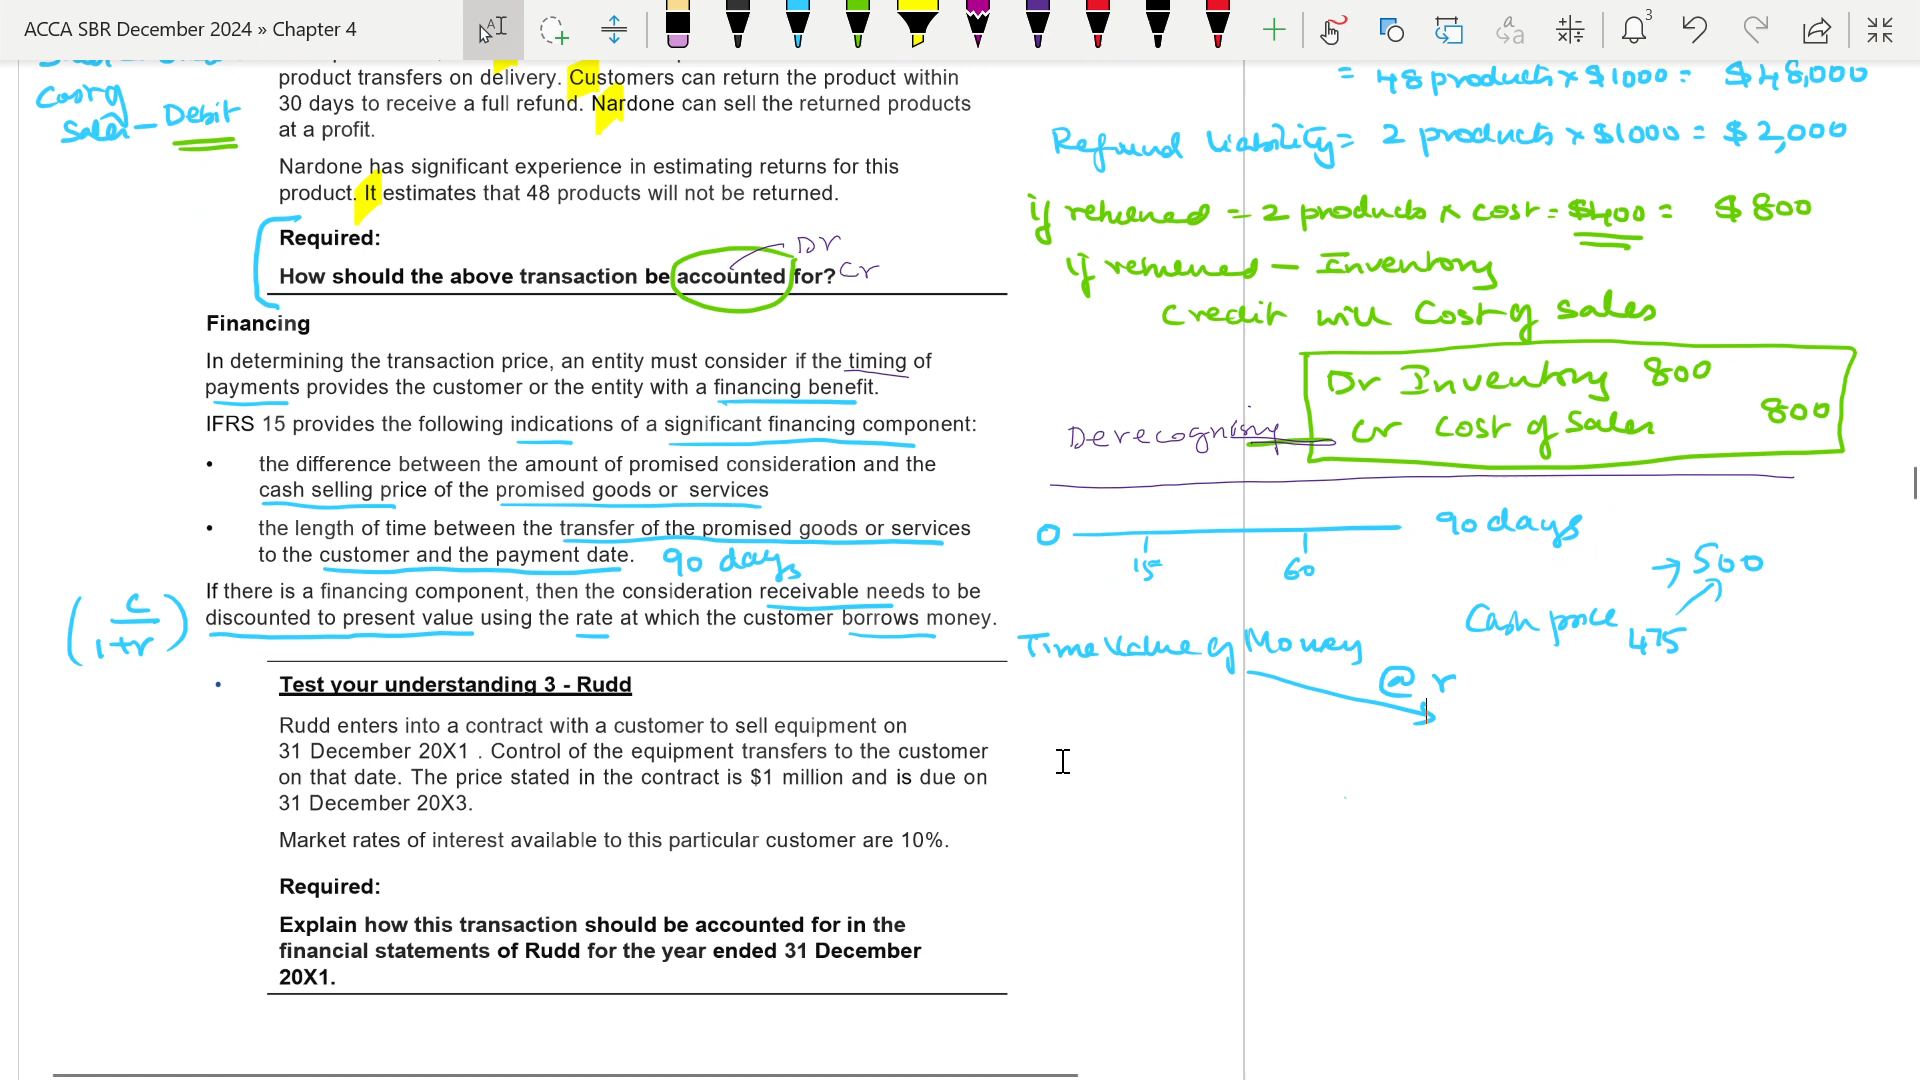 ACCA SBR December 2024 » Chapter 4
3
product transfers on delivery. Customers can return the product within
30 days to receive a full refund. Nardone can sell the returned products
at a profit.
Cost of
Sales - Debit
Nardone has significant experience in estimating returns for this
product. It estimates that 48 products will not be returned.
Required:
How should the above transaction be accounted for?
Dr
Cr
Financing
In determining the transaction price, an entity must consider if the timing of
payments provides the customer or the entity with a financing benefit.
IFRS 15 provides the following indications of a significant financing component:
• the difference between the amount of promised consideration and the
cash selling price of the promised goods or services
• the length of time between the transfer of the promised goods or services
to the customer and the payment date.
90 days
If there is a financing component, then the consideration receivable needs to be
discounted to present value using the rate at which the customer borrows money.
(c/1+r)
• Test your understanding 3 - Rudd
Rudd enters into a contract with a customer to sell equipment on
31 December 20X1 . Control of the equipment transfers to the customer
on that date. The price stated in the contract is $1 million and is due on
31 December 20X3.
Market rates of interest available to this particular customer are 10%.
Required:
Explain how this transaction should be accounted for in the
financial statements of Rudd for the year ended 31 December
20X1.
= 48 products x $1000 = $48,000
Refund liability = 2 products x $1000 = $2,000
if returned = 2 products x cost = $400 = $800
if returned - Inventory
Credit will Cost of Sales
Dr Inventory 800
Cr Cost of Sales 800
Derecognising
0 15 60 90 days
→ 500
Cash price 475
Time Value of Money
@ r